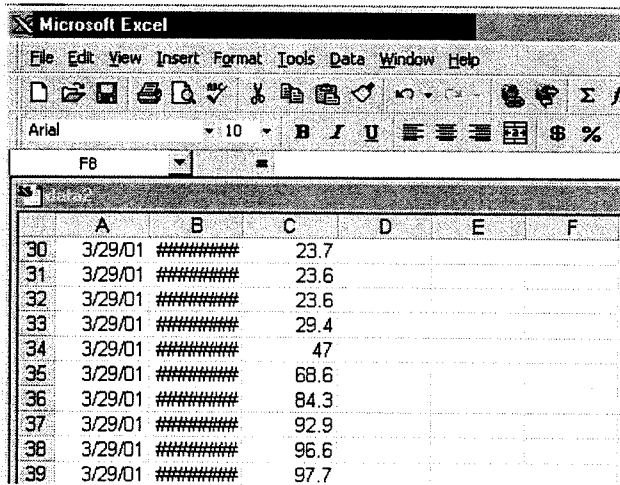 Microsoft Excel
File Edit View Insert Format Tools Data Window Help
Arial 10 B I U $ %
F8 =
data2
A B C D E F
30 3/29/01 ######## 23.7
31 3/29/01 ######## 23.6
32 3/29/01 ######## 23.6
33 3/29/01 ######## 29.4
34 3/29/01 ######## 47
35 3/29/01 ######## 68.6
36 3/29/01 ######## 84.3
37 3/29/01 ######## 92.9
38 3/29/01 ######## 96.6
39 3/29/01 ######## 97.7